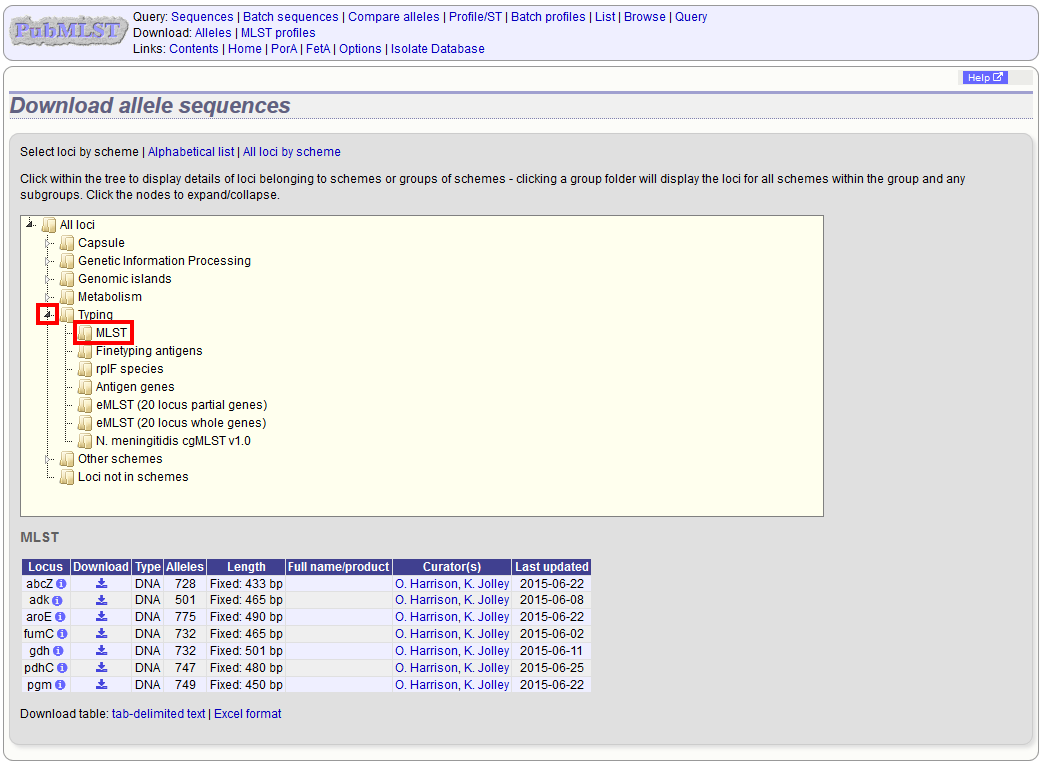 PubMLST
Query: Sequences | Batch sequences | Compare alleles | Profile/ST | Batch profiles | List | Browse | Query
Download: Alleles | MLST profiles
Links: Contents | Home | PorA | FetA | Options | Isolate Database
Help
Download allele sequences
Select loci by scheme | Alphabetical list | All loci by scheme
Click within the tree to display details of loci belonging to schemes or groups of schemes - clicking a group folder will display the loci for all schemes within the group and any
subgroups. Click the nodes to expand/collapse.
All loci
Capsule
Genetic Information Processing
Genomic islands
Metabolism
Typing
MLST
Finetyping antigens
rplF species
Antigen genes
eMLST (20 locus partial genes)
eMLST (20 locus whole genes)
N. meningitidis cgMLST v1.0
Other schemes
Loci not in schemes
MLST
Locus Download Type Alleles Length Full name/product Curator(s) Last updated
abcZ DNA 728 Fixed: 433 bp O. Harrison, K. Jolley 2015-06-22
adk DNA 501 Fixed: 465 bp O. Harrison, K. Jolley 2015-06-08
aroE DNA 775 Fixed: 490 bp O. Harrison, K. Jolley 2015-06-22
fumC DNA 732 Fixed: 465 bp O. Harrison, K. Jolley 2015-06-02
gdh DNA 732 Fixed: 501 bp O. Harrison, K. Jolley 2015-06-11
pdhC DNA 747 Fixed: 480 bp O. Harrison, K. Jolley 2015-06-25
pgm DNA 749 Fixed: 450 bp O. Harrison, K. Jolley 2015-06-22
Download table: tab-delimited text | Excel format